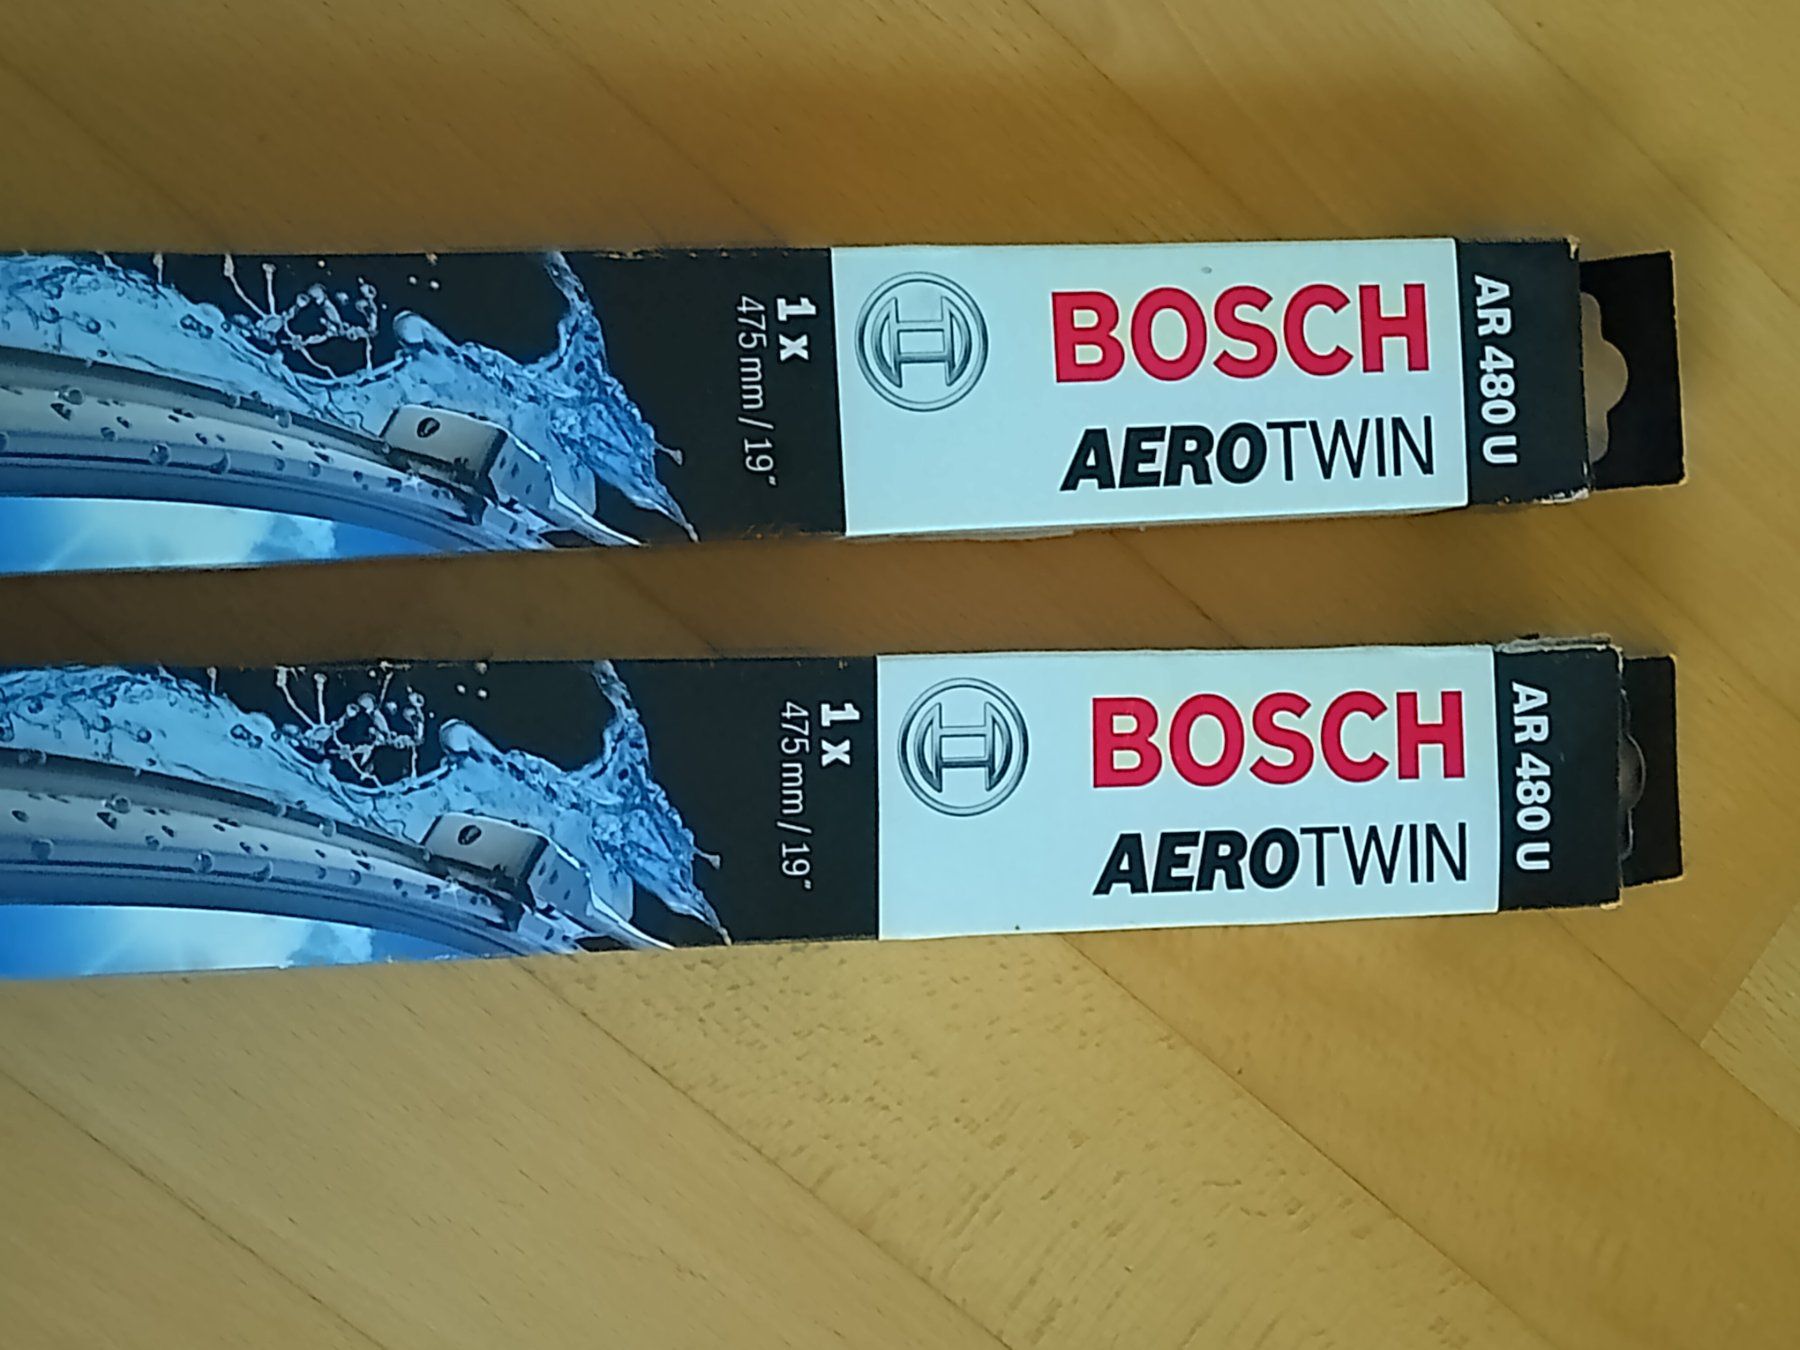 AR 480 U
BOSCH
AEROTWIN
1 x
475 mm / 19"
AR 480 U
BOSCH
AEROTWIN
1 x
475 mm / 19"